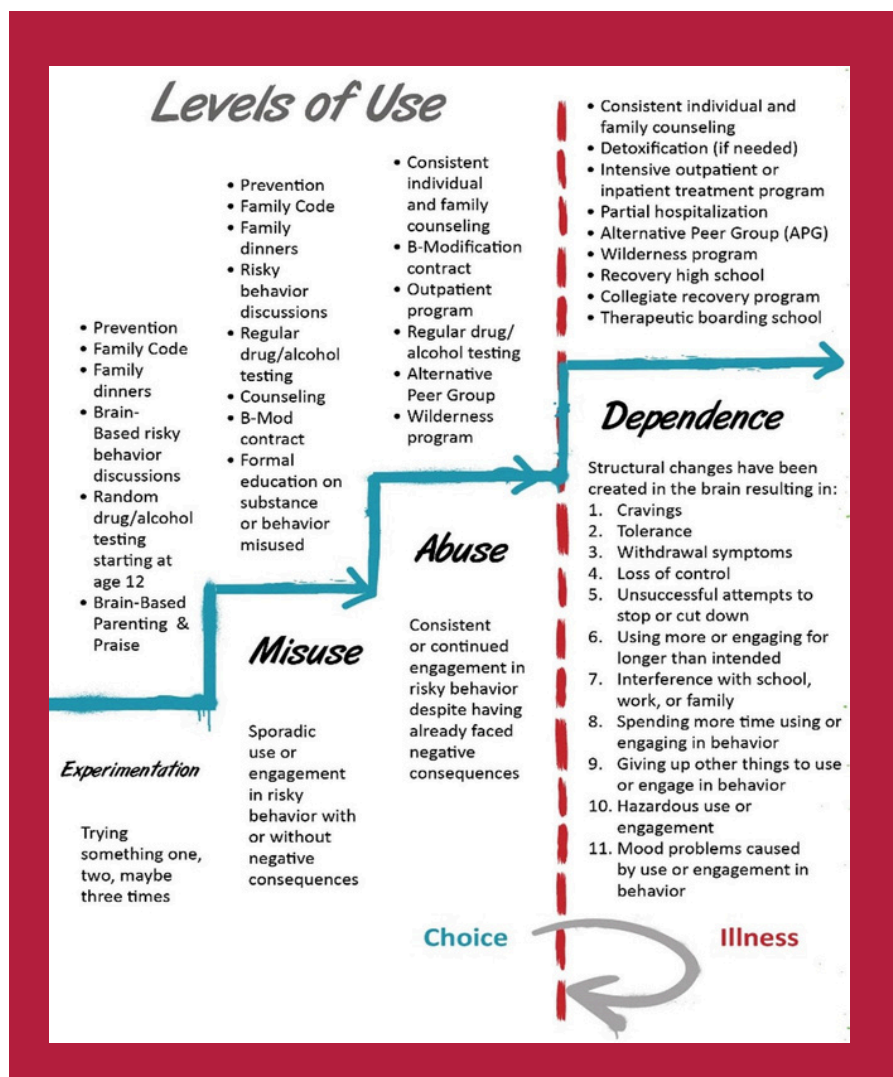 Levels of Use
• Prevention
• Family Code
• Family
dinners
• Brain-
Based risky
behavior
discussions
• Random
drug/alcohol
testing
starting at
age 12
• Brain-Based
Parenting &
Praise
Experimentation
Trying
something one,
two, maybe
three times
• Prevention
• Family Code
• Family
dinners
• Risky
behavior
discussions
• Regular
drug/alcohol
testing
• Counseling
• B-Mod
contract
• Formal
education on
substance
or behavior
misused
Misuse
Sporadic
use or
engagement
in risky
behavior with
or without
negative
consequences
• Consistent
individual
and family
counseling
• B-Modification
contract
• Outpatient
program
• Regular drug/
alcohol testing
• Alternative
Peer Group
• Wilderness
program
Abuse
Consistent
or continued
engagement in
risky behavior
despite having
already faced
negative
consequences
• Consistent individual and
family counseling
• Detoxification (if needed)
• Intensive outpatient or
inpatient treatment program
• Partial hospitalization
• Alternative Peer Group (APG)
• Wilderness program
• Recovery high school
• Collegiate recovery program
• Therapeutic boarding school
Dependence
Structural changes have been
created in the brain resulting in:
1. Cravings
2. Tolerance
3. Withdrawal symptoms
4. Loss of control
5. Unsuccessful attempts to
stop or cut down
6. Using more or engaging for
longer than intended
7. Interference with school,
work, or family
8. Spending more time using or
engaging in behavior
9. Giving up other things to use
or engage in behavior
10. Hazardous use or
engagement
11. Mood problems caused
by use or engagement in
behavior
Choice
Illness